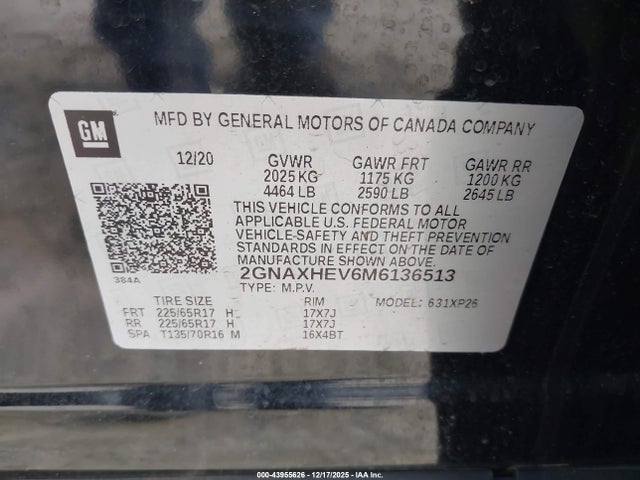 GM
MFD BY GENERAL MOTORS OF CANADA COMPANY
12/20 GVWR GAWR FRT GAWR RR
2025 KG 1175 KG 1200 KG
4464 LB 2590 LB 2645 LB
THIS VEHICLE CONFORMS TO ALL
APPLICABLE U.S. FEDERAL MOTOR
VEHICLE-SAFETY AND THEFT PREVENTION
STANDARDS IN EFFECT ON THE DATE OF
MANUFACTURE SHOWN ABOVE.
384A 2GNAXHEV6M6136513
TYPE: M.P.V.
TIRE SIZE RIM MODEL: 631XP26
FRT 225/65R17 H 17X7J
RR 225/65R17 H 17X7J
SPA T135/70R16 M 16X4BT
000-43955626 - 12/17/2025 - IAA Inc.